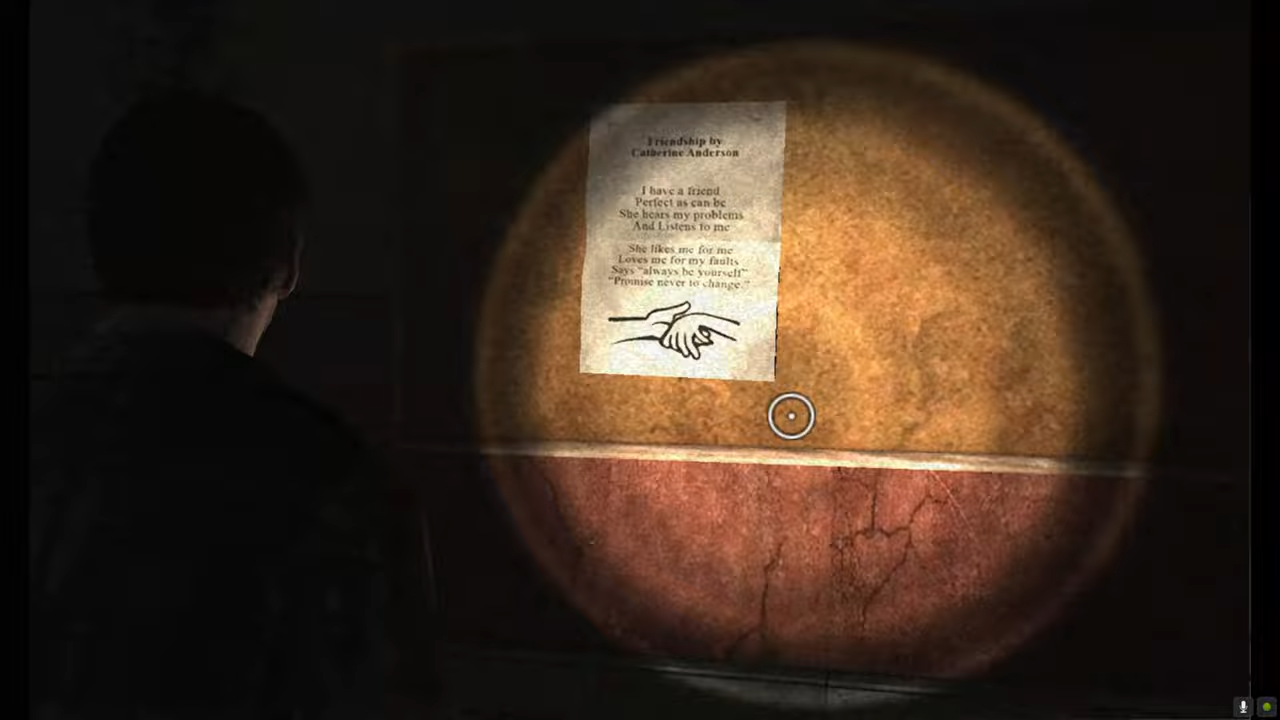 Friendship by
Catherine Anderson
I have a friend
Perfect as can be
She hears my problems
And Listens to me
She likes me for me
Loves me for my faults
Says "always be yourself"
"Promise never to change."